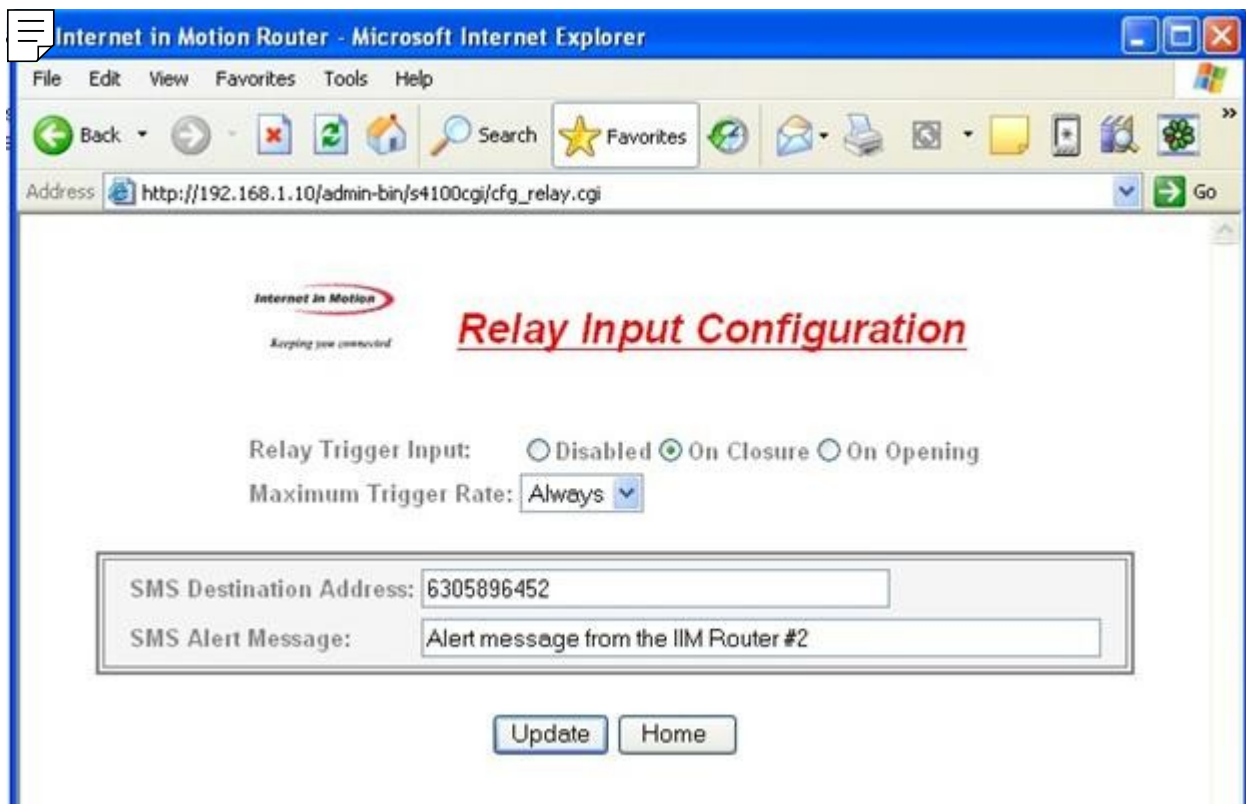 Internet in Motion Router - Microsoft Internet Explorer
File Edit View Favorites Tools Help
Back Search Favorites »
Address http://192.168.1.10/admin-bin/s4100cgi/cfg_relay.cgi Go
Internet in Motion
Keeping you connected
Relay Input Configuration
Relay Trigger Input: Disabled On Closure On Opening
Maximum Trigger Rate: Always
SMS Destination Address: 6305896452
SMS Alert Message: Alert message from the IIM Router #2
Update Home